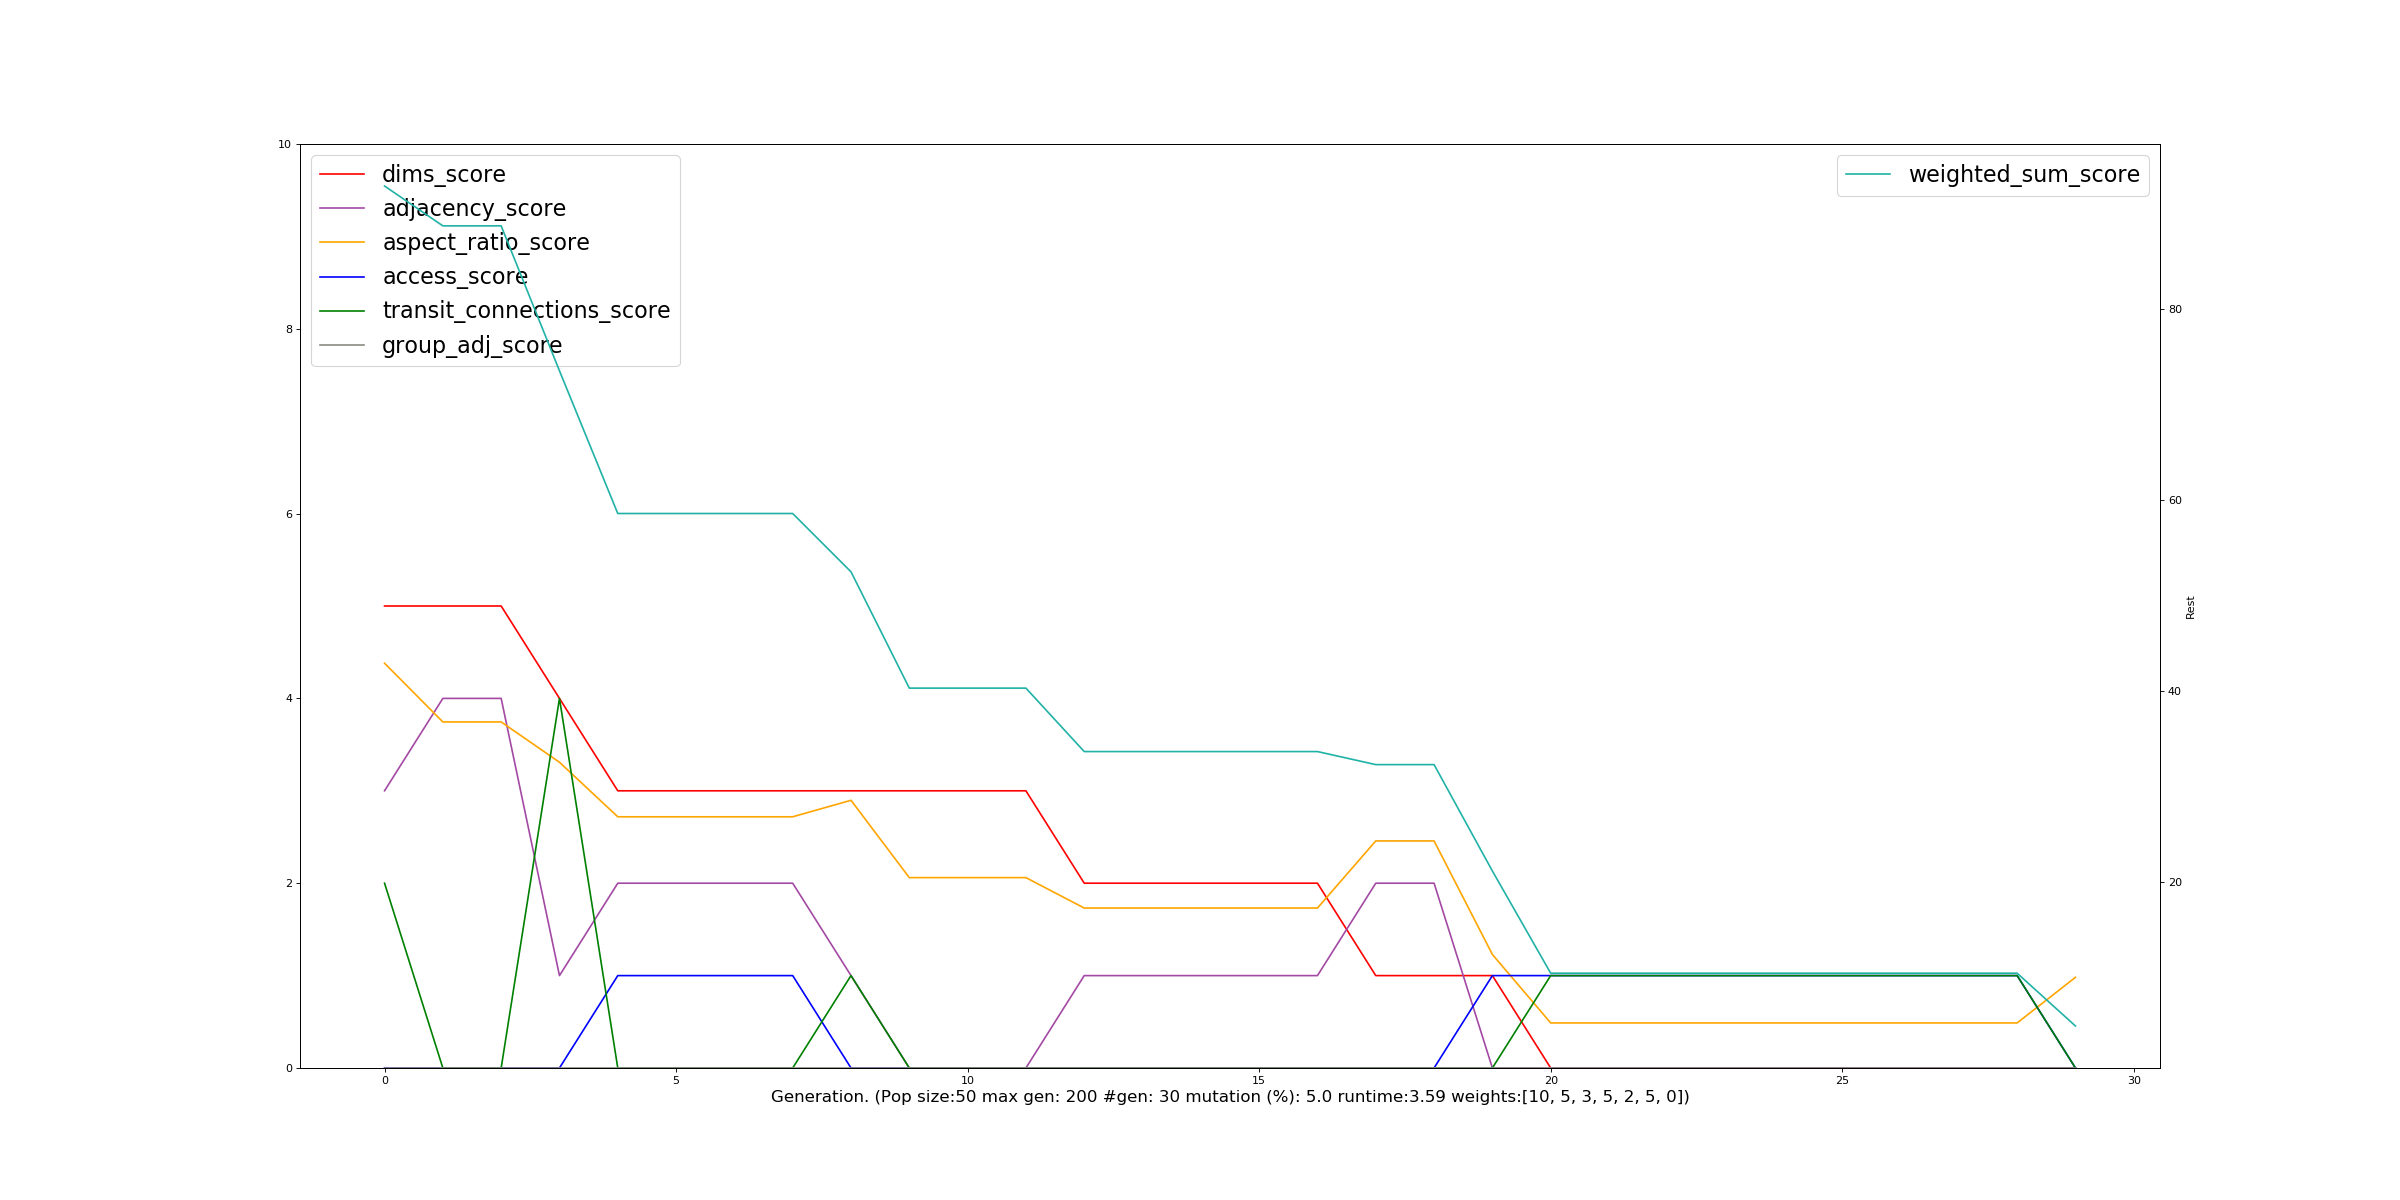 10
8
6
4
2
0
dims_score
adjacency_score
aspect_ratio_score
access_score
transit_connections_score
group_adj_score
weighted_sum_score
80
60
40
20
Rest
0 5 10 15 20 25 30
Generation. (Pop size:50 max gen: 200 #gen: 30 mutation (%): 5.0 runtime:3.59 weights:[10, 5, 3, 5, 2, 5, 0])